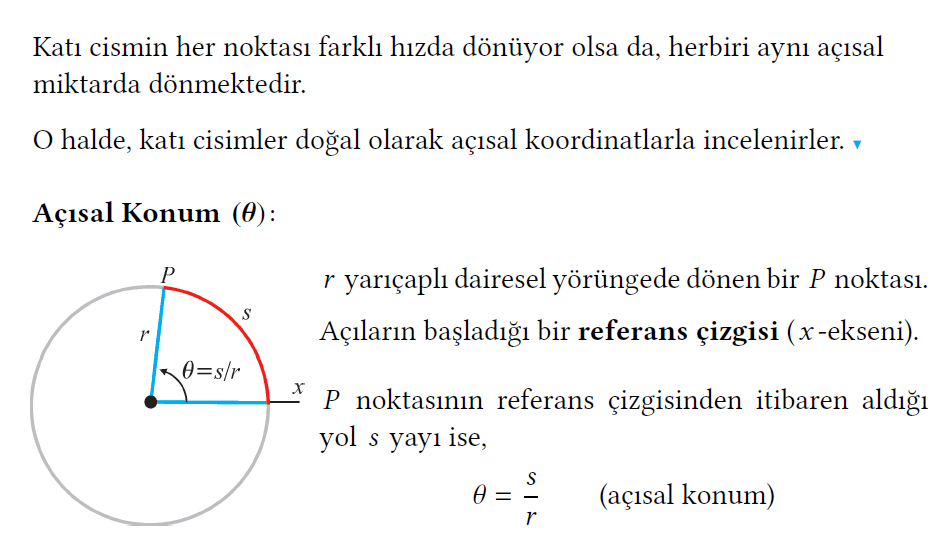 Katı cismin her noktası farklı hızda dönüyor olsa da, herbiri aynı açısal
miktarda dönmektedir.
O halde, katı cisimler doğal olarak açısal koordinatlarla incelenirler.
Açısal Konum (θ):
P
s
r
θ=s/r
x
r yarıçaplı dairesel yörüngede dönen bir P noktası.
Açıların başladığı bir referans çizgisi (x-ekseni).
P noktasının referans çizgisinden itibaren aldığı
yol s yayı ise,
θ = s/r (açısal konum)